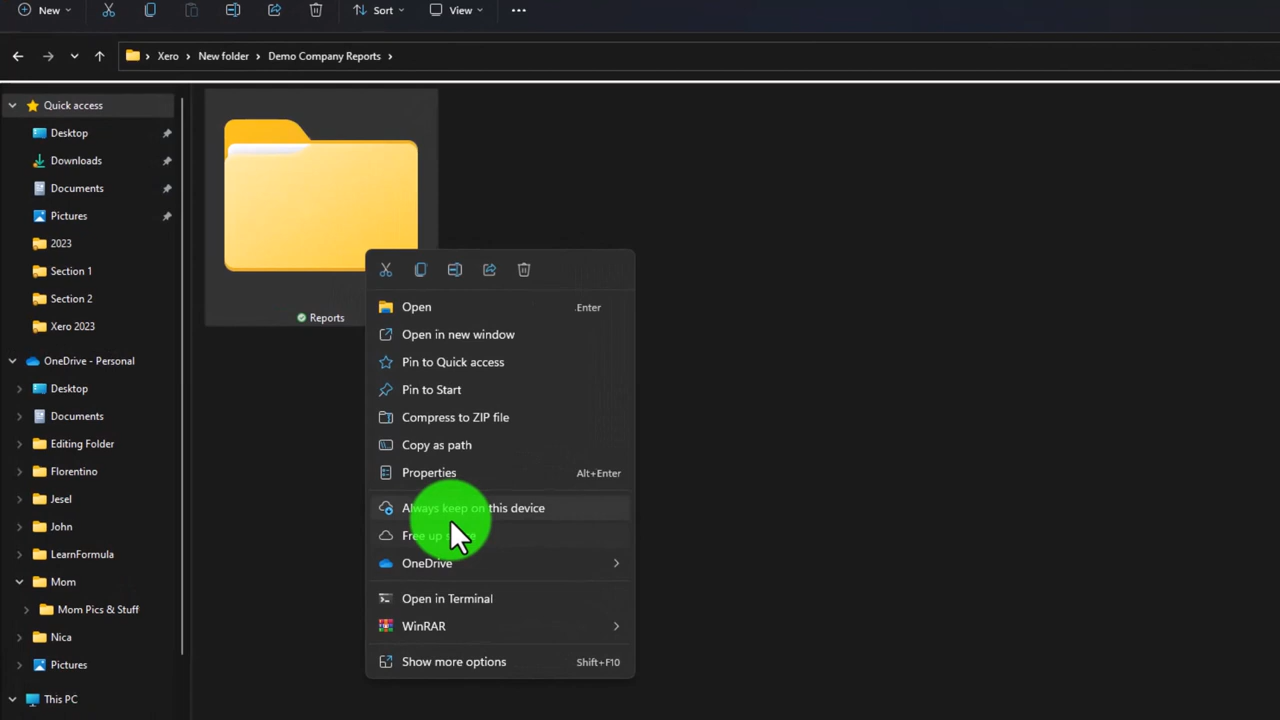 New
Sort
View
Xero
New folder
Demo Company Reports
Quick access
Desktop
Downloads
Documents
Pictures
2023
Section 1
Section 2
Xero 2023
OneDrive - Personal
Desktop
Documents
Editing Folder
Florentino
Jesel
John
LearnFormula
Mom
Mom Pics & Stuff
Nica
Pictures
This PC
Reports
Open Enter
Open in new window
Pin to Quick access
Pin to Start
Compress to ZIP file
Copy as path
Properties Alt+Enter
Always keep on this device
Free up
OneDrive
Open in Terminal
WinRAR
Show more options Shift+F10